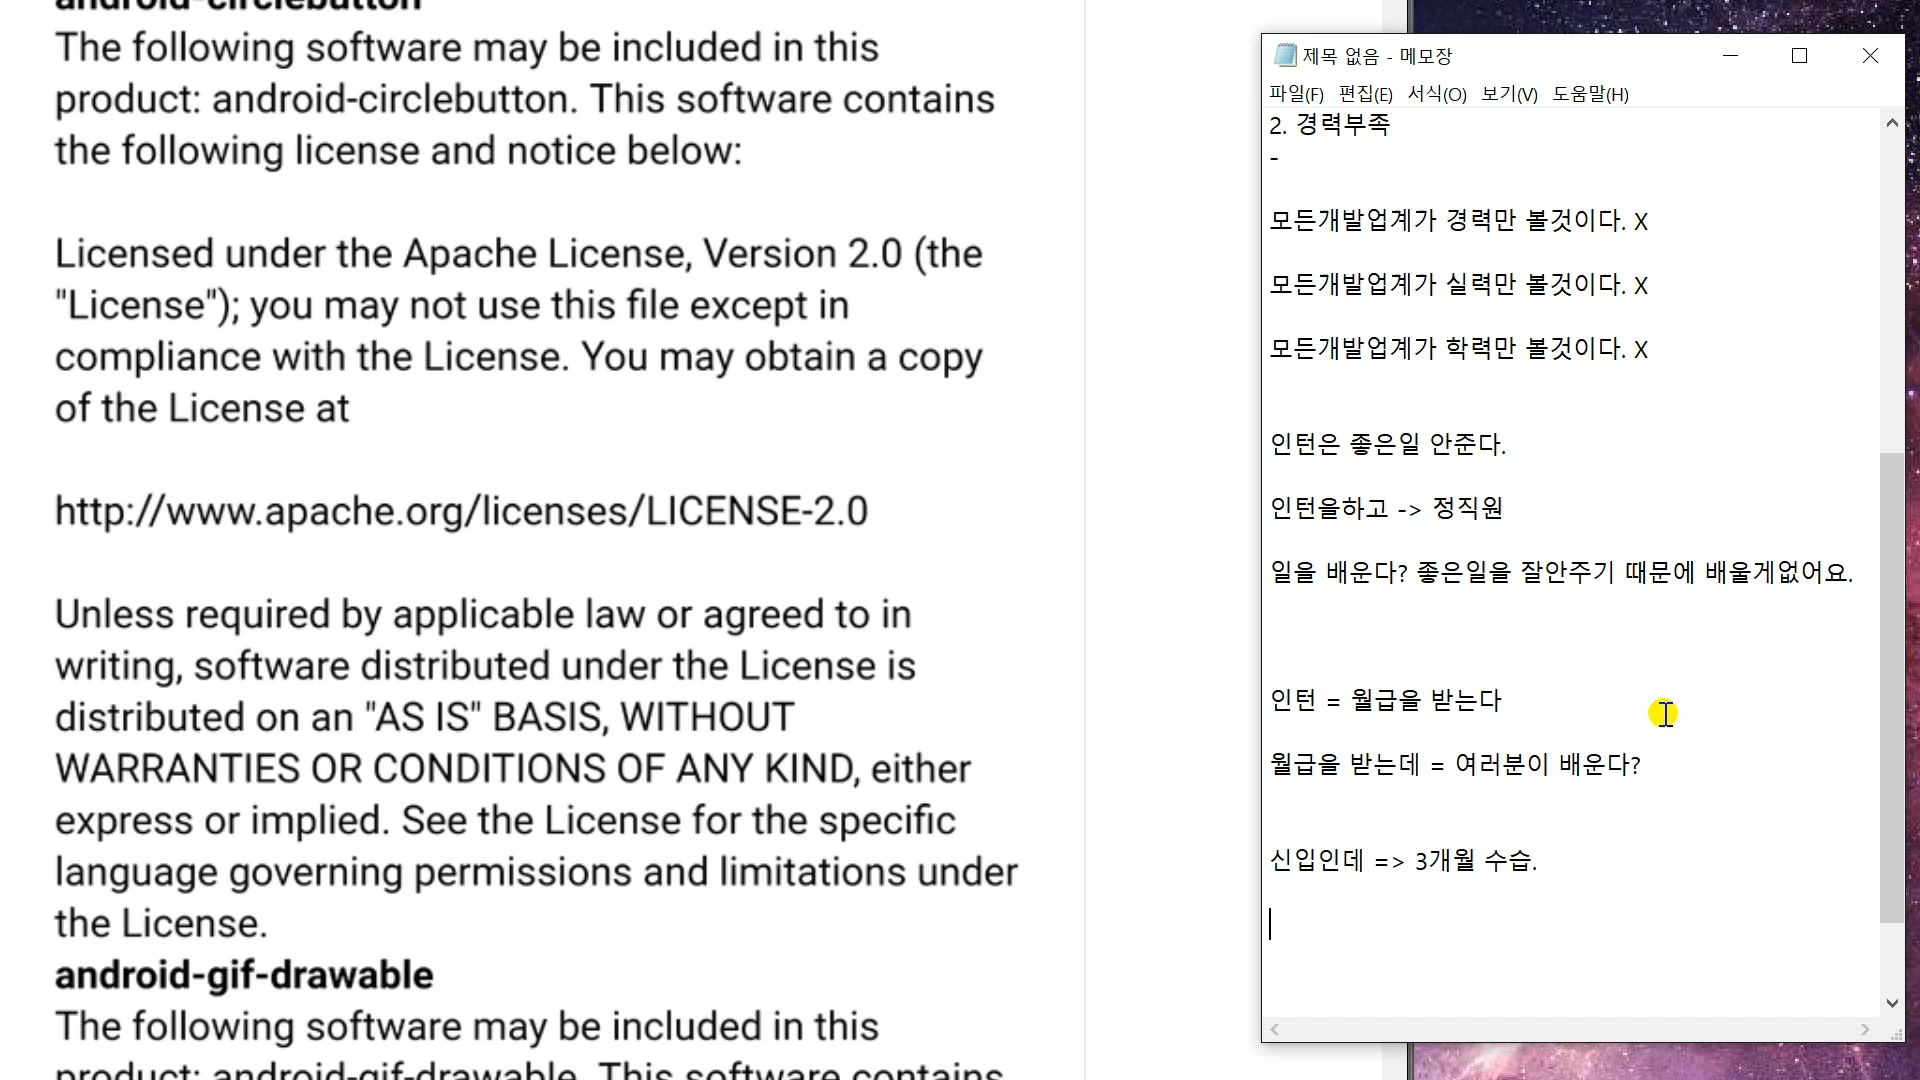 android-circlebutton
The following software may be included in this
product: android-circlebutton. This software contains
the following license and notice below:
Licensed under the Apache License, Version 2.0 (the
"License"); you may not use this file except in
compliance with the License. You may obtain a copy
of the License at
http://www.apache.org/licenses/LICENSE-2.0
Unless required by applicable law or agreed to in
writing, software distributed under the License is
distributed on an "AS IS" BASIS, WITHOUT
WARRANTIES OR CONDITIONS OF ANY KIND, either
express or implied. See the License for the specific
language governing permissions and limitations under
the License.
android-gif-drawable
The following software may be included in this
product: android-gif-drawable. This software contains
제목 없음 - 메모장
파일(F) 편집(E) 서식(O) 보기(V) 도움말(H)
2. 경력부족
-
모든개발업계가 경력만 볼것이다. X
모든개발업계가 실력만 볼것이다. X
모든개발업계가 학력만 볼것이다. X
인턴은 좋은일 안준다.
인턴을하고 -> 정직원
일을 배운다? 좋은일을 잘안주기 때문에 배울게없어요.
인턴 = 월급을 받는다
월급을 받는데 = 여러분이 배운다?
신입인데 => 3개월 수습.